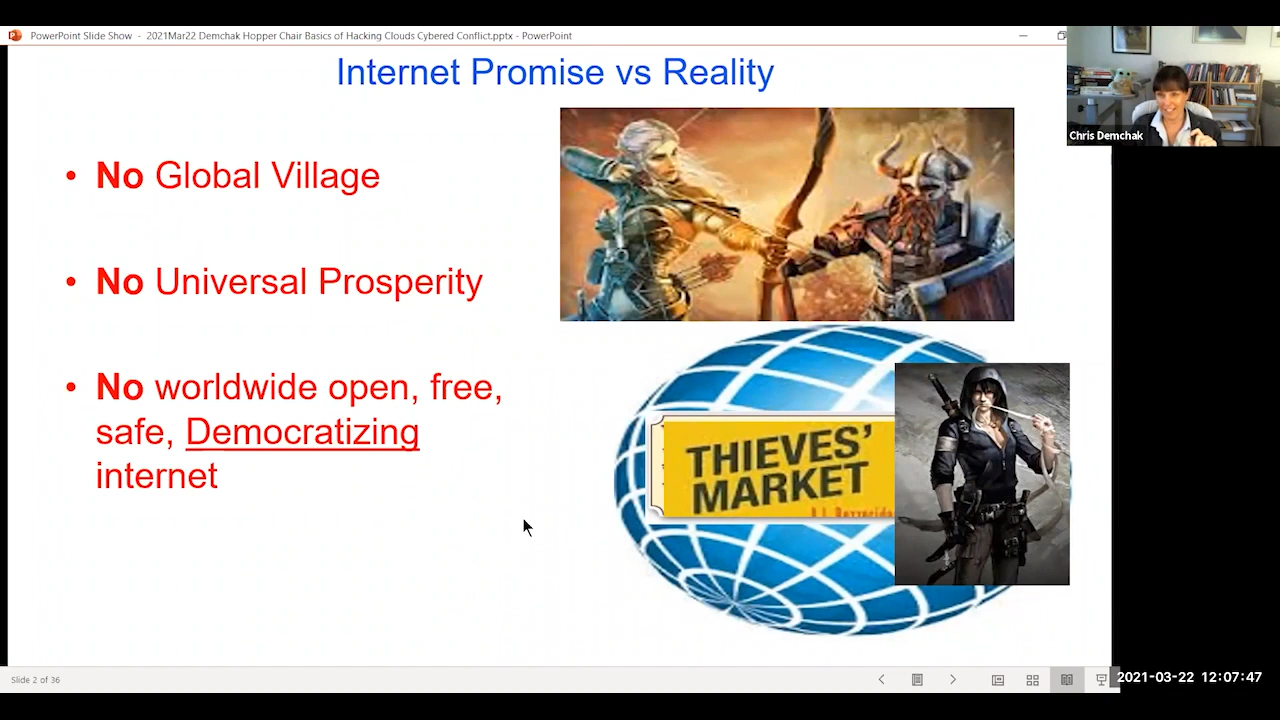 PowerPoint Slide Show - 2021Mar22 Demchak Hopper Chair Basics of Hacking Clouds Cybered Conflict.pptx - PowerPoint
Internet Promise vs Reality
Chris Demchak
• No Global Village
• No Universal Prosperity
• No worldwide open, free,
safe, Democratizing
internet
THIEVES’
MARKET
Slide 2 of 36
2021-03-22 12:07:47